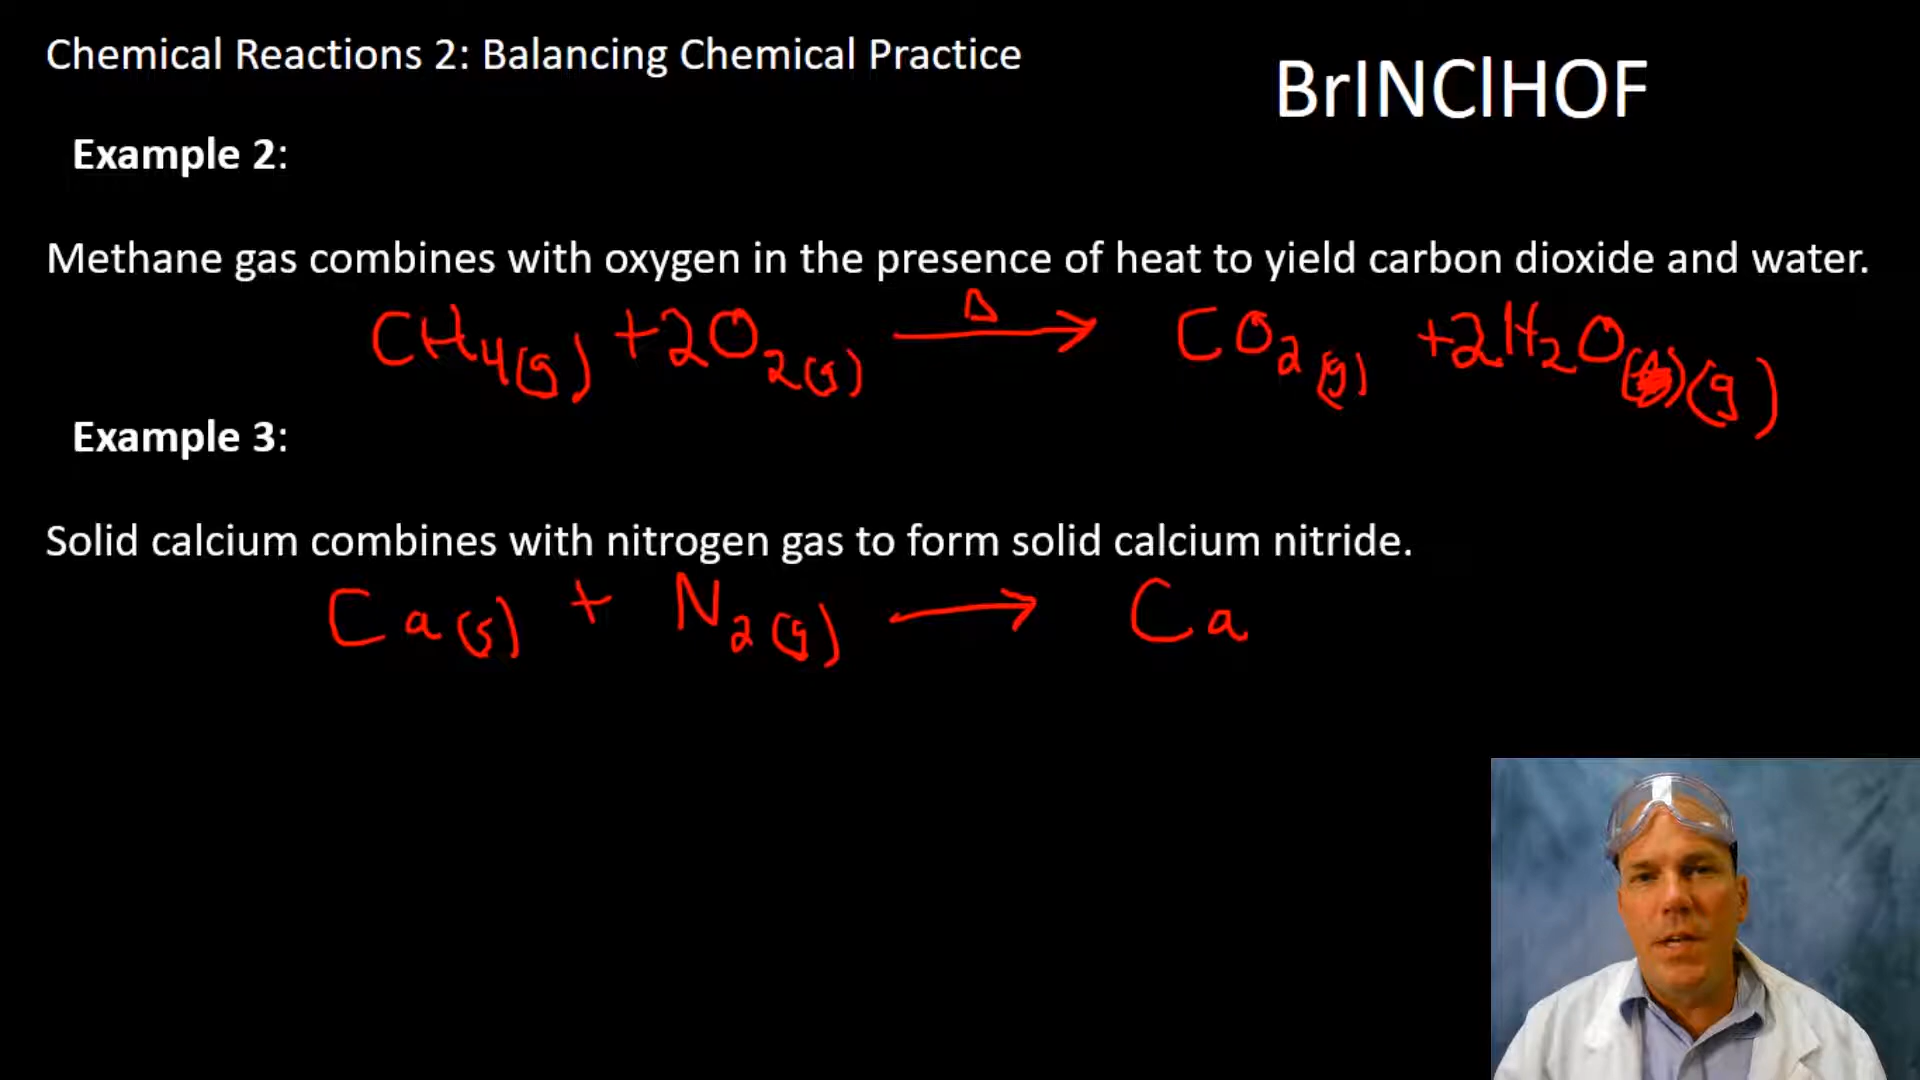 Chemical Reactions 2: Balancing Chemical Practice
BrINClHOF
Example 2:
Methane gas combines with oxygen in the presence of heat to yield carbon dioxide and water.
CH₄(g) + 2O₂(g) —Δ→ CO₂(g) + 2H₂O(g)
Example 3:
Solid calcium combines with nitrogen gas to form solid calcium nitride.
Ca(s) + N₂(g) → Ca